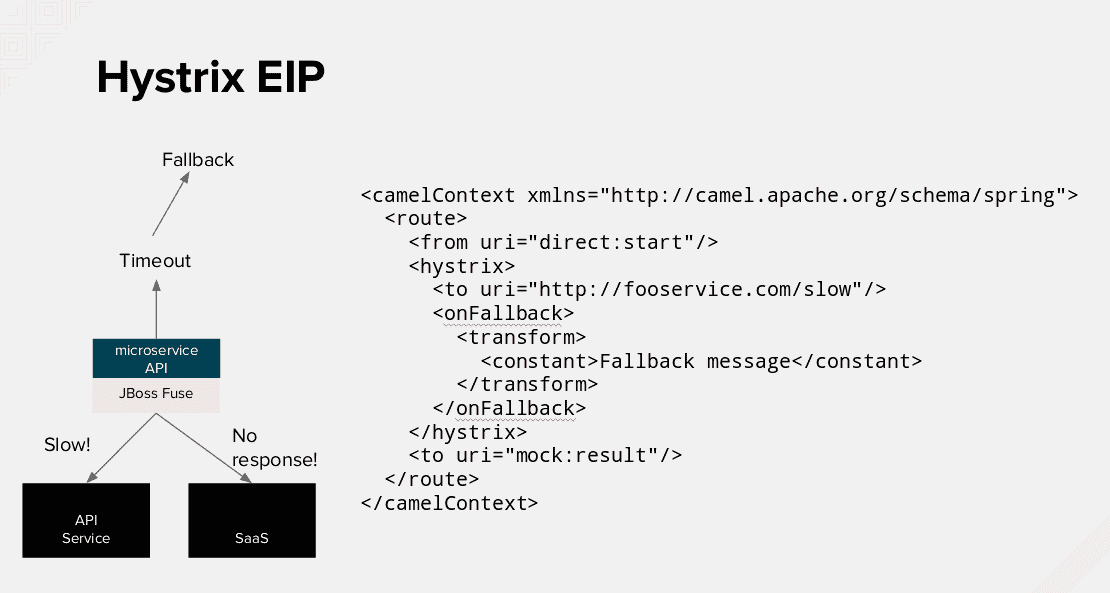 Hystrix EIP
Fallback
Timeout
microservice
API
JBoss Fuse
Slow!
No
response!
API
Service
SaaS
<camelContext xmlns="http://camel.apache.org/schema/spring">
  <route>
    <from uri="direct:start"/>
    <hystrix>
      <to uri="http://fooservice.com/slow"/>
      <onFallback>
        <transform>
          <constant>Fallback message</constant>
        </transform>
      </onFallback>
    </hystrix>
    <to uri="mock:result"/>
  </route>
</camelContext>